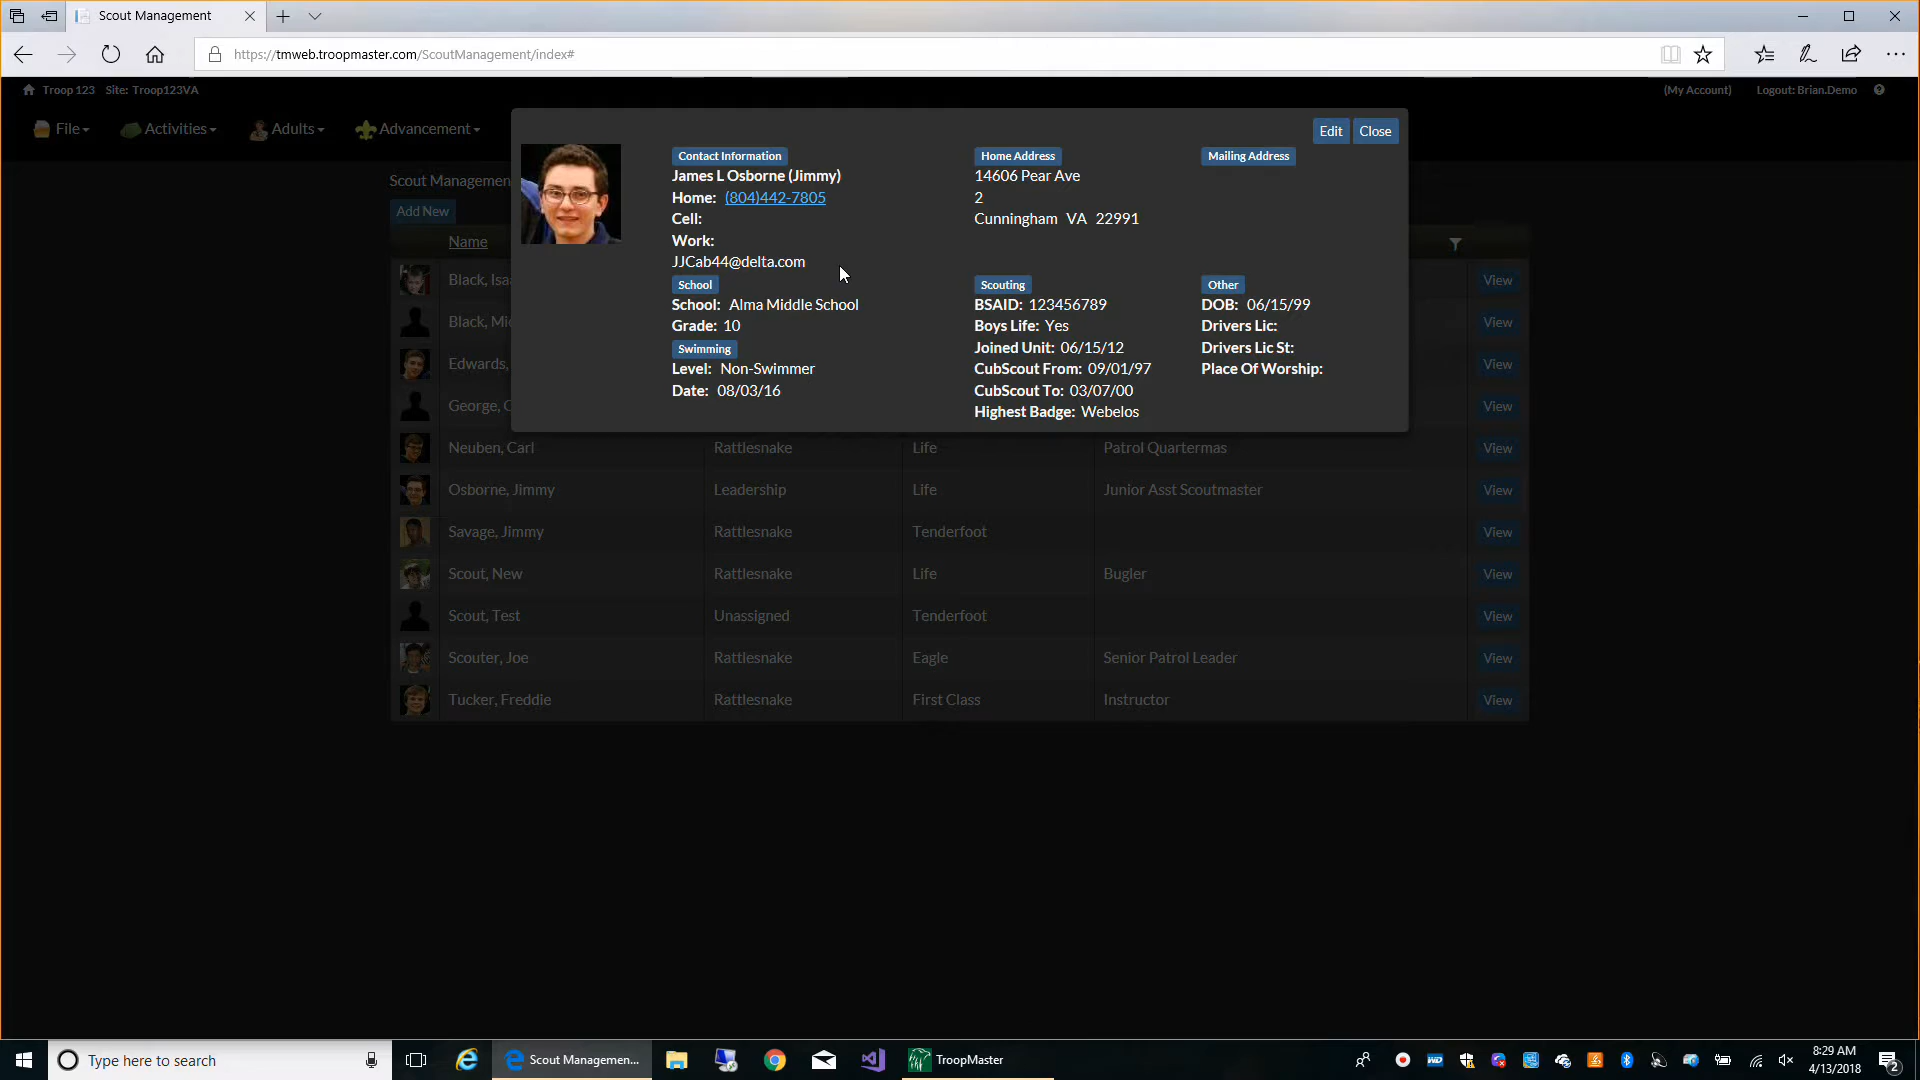 Scout Management
https://tmweb.troopmaster.com/ScoutManagement/index#
Troop 123 Site: Troop123VA
(My Account) Logout: Brian.Demo
File Activities Adults Advancement
Edit Close
Contact Information
James L Osborne (Jimmy)
Home: (804)442-7805
Cell:
Work:
JJCab44@delta.com
Home Address
14606 Pear Ave
2
Cunningham VA 22991
Mailing Address
School
School: Alma Middle School
Grade: 10
Swimming
Level: Non-Swimmer
Date: 08/03/16
Scouting
BSAID: 123456789
Boys Life: Yes
Joined Unit: 06/15/12
CubScout From: 09/01/97
CubScout To: 03/07/00
Highest Badge: Webelos
Other
DOB: 06/15/99
Drivers Lic:
Drivers Lic St:
Place Of Worship:
Scout Managemen
Add New
Name
Black, Isa View
Black, Mi View
Edwards, View
George, View
Neuben, Carl Rattlesnake Life Patrol Quartermas View
Osborne, Jimmy Leadership Life Junior Asst Scoutmaster View
Savage, Jimmy Rattlesnake Tenderfoot View
Scout, New Rattlesnake Life Bugler View
Scout, Test Unassigned Tenderfoot View
Scouter, Joe Rattlesnake Eagle Senior Patrol Leader View
Tucker, Freddie Rattlesnake First Class Instructor View
Type here to search
Scout Managemen...
TroopMaster
WD
8:29 AM
4/13/2018
2